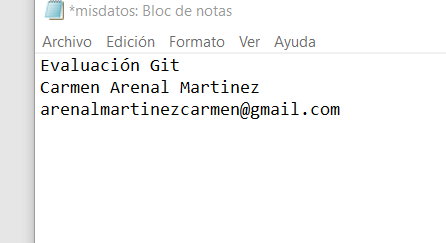 *misdatos: Bloc de notas
Archivo Edición Formato Ver Ayuda
Evaluación Git
Carmen Arenal Martinez
arenalmartinezcarmen@gmail.com